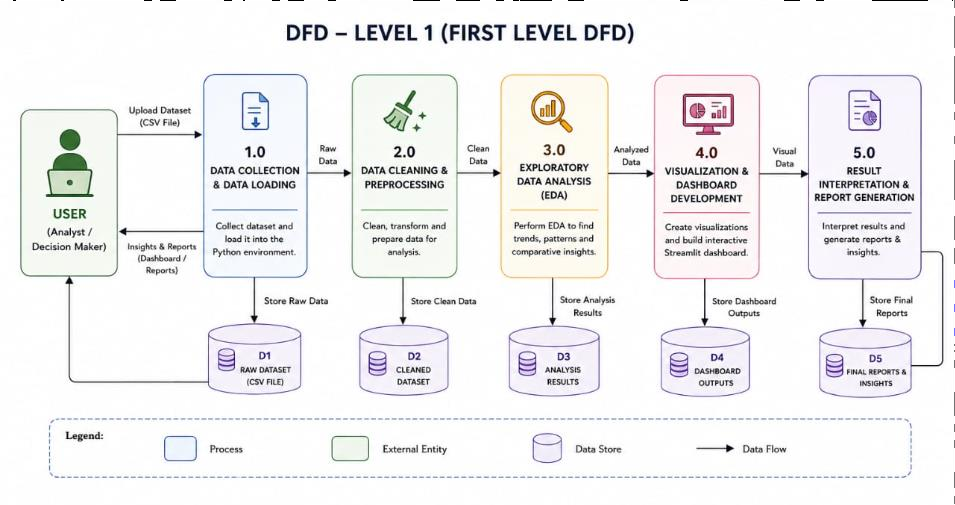 DFD – LEVEL 1 (FIRST LEVEL DFD)
USER
(Analyst /
Decision Maker)
Upload Dataset
(CSV File)
Insights & Reports
(Dashboard /
Reports)
1.0
DATA COLLECTION
& DATA LOADING
Collect dataset and
load it into the
Python environment.
Raw
Data
2.0
DATA CLEANING &
PREPROCESSING
Clean, transform and
prepare data for
analysis.
Clean
Data
3.0
EXPLORATORY
DATA ANALYSIS
(EDA)
Perform EDA to find
trends, patterns and
comparative insights.
Analyzed
Data
4.0
VISUALIZATION &
DASHBOARD
DEVELOPMENT
Create visualizations
and build interactive
Streamlit dashboard.
Visual
Data
5.0
RESULT
INTERPRETATION &
REPORT GENERATION
Interpret results and
generate reports &
insights.
Store Raw Data
Store Clean Data
Store Analysis
Results
Store Dashboard
Outputs
Store Final
Reports
D1
RAW DATASET
(CSV FILE)
D2
CLEANED
DATASET
D3
ANALYSIS
RESULTS
D4
DASHBOARD
OUTPUTS
D5
FINAL REPORTS &
INSIGHTS
Legend:
Process
External Entity
Data Store
Data Flow